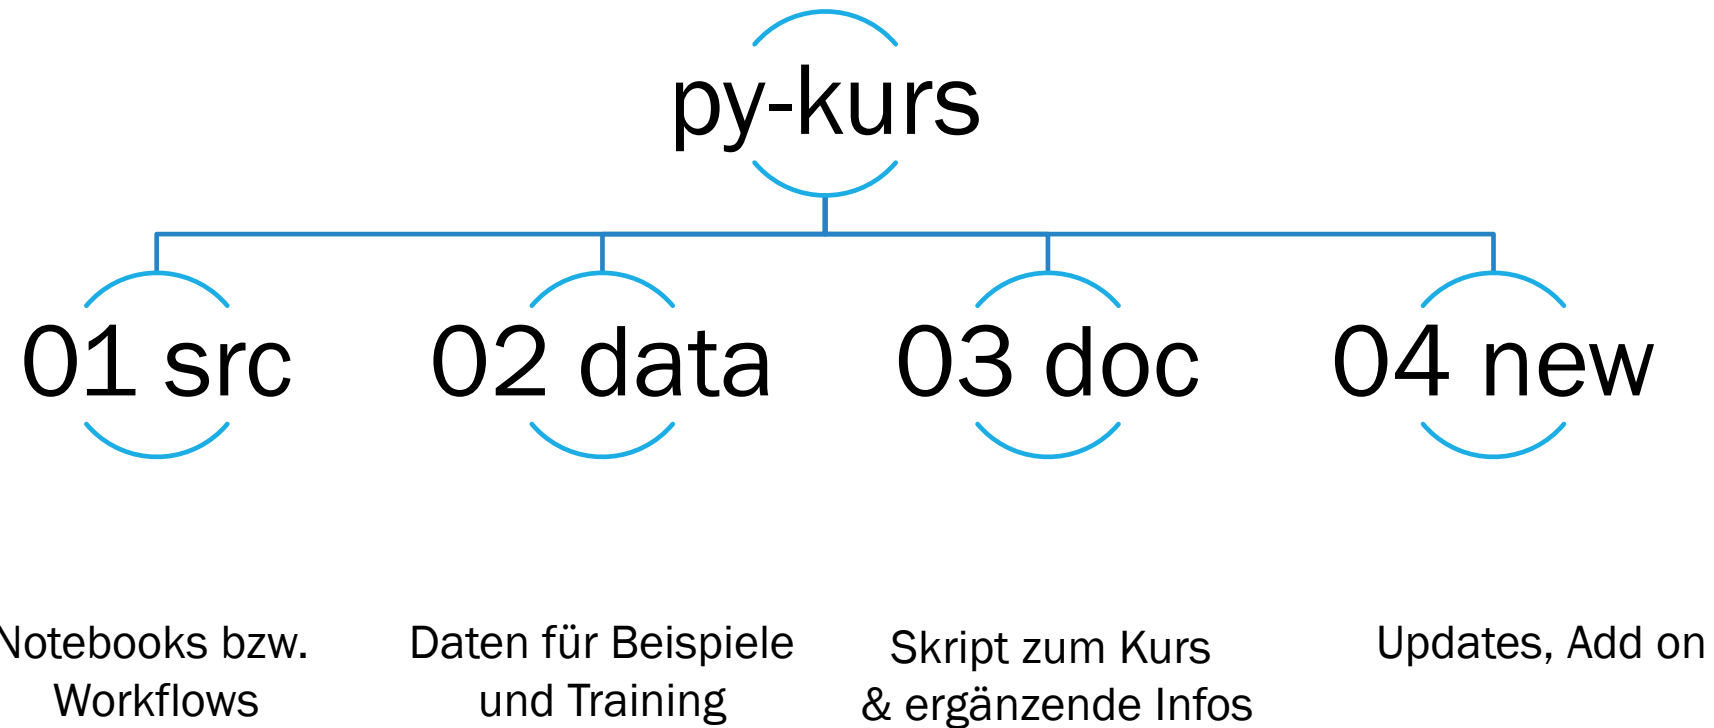 py-kurs
01 src
02 data
03 doc
04 new
Notebooks bzw.
Workflows
Daten für Beispiele
und Training
Skript zum Kurs
& ergänzende Infos
Updates, Add on